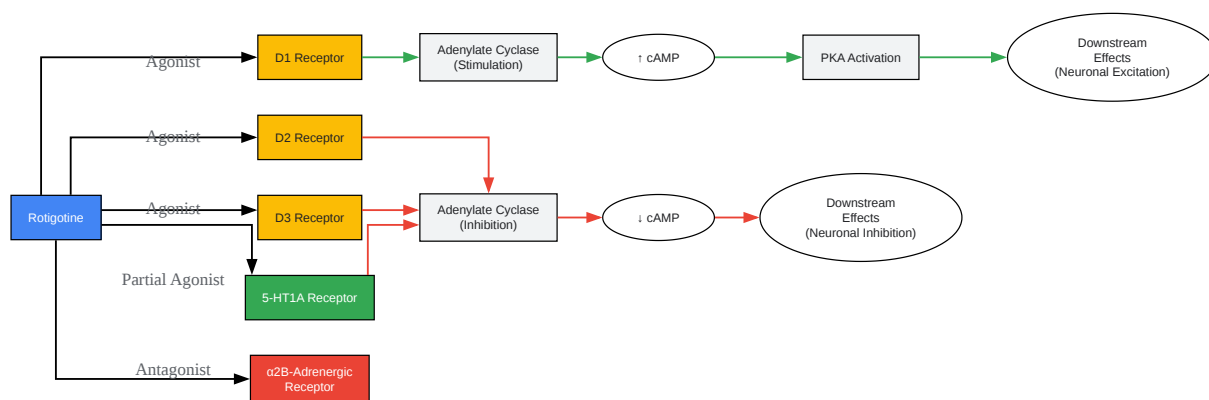 Agonist
D1 Receptor
Adenylate Cyclase
(Stimulation)
↑ cAMP
PKA Activation
Downstream
Effects
(Neuronal Excitation)
Agonist
D2 Receptor
Rotigotine
Agonist
D3 Receptor
Adenylate Cyclase
(Inhibition)
↓ cAMP
Downstream
Effects
(Neuronal Inhibition)
Partial Agonist
5-HT1A Receptor
Antagonist
α2B-Adrenergic
Receptor